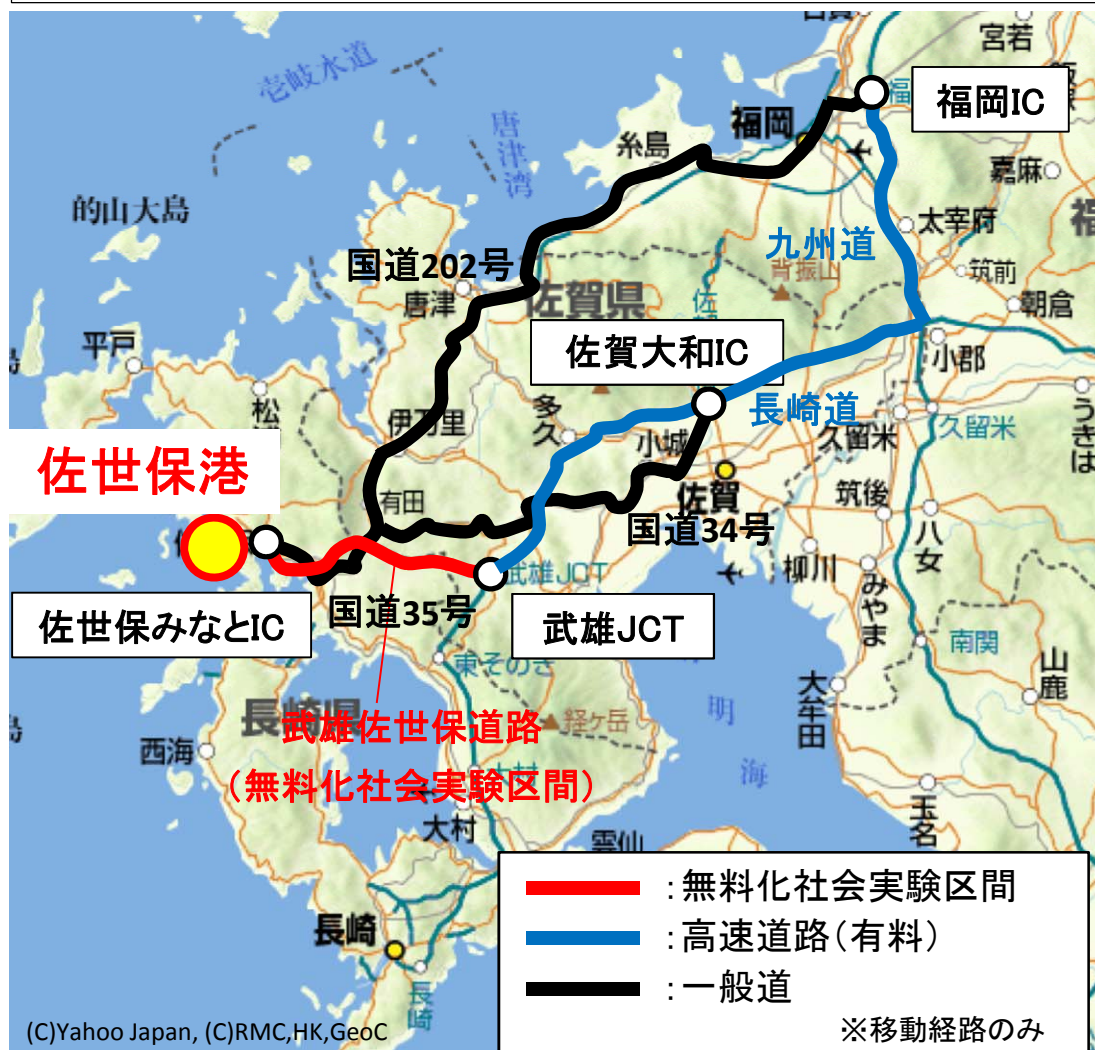 宮若
壱岐水道
福岡IC
福岡
唐津湾
糸島
嘉麻
的山大島
太宰府
九州道
国道202号
背振山
筑前
佐賀県
唐津
朝倉
佐賀大和IC
平戸
小郡
長崎道
伊万里
多久
小城
久留米
久留米
うきは
佐世保港
有田
佐賀
筑後
八女
国道34号
武雄JCT
柳川
みやま
佐世保みなとIC
国道35号
武雄JCT
南関
東そのぎ
山鹿
大牟田
長崎県
武雄佐世保道路
経ヶ岳
明
西海
(無料化社会実験区間)
海
大村
玉名
雲仙
:無料化社会実験区間
長崎
:高速道路(有料)
:一般道
長崎
(C)Yahoo Japan, (C)RMC,HK,GeoC
※移動経路のみ